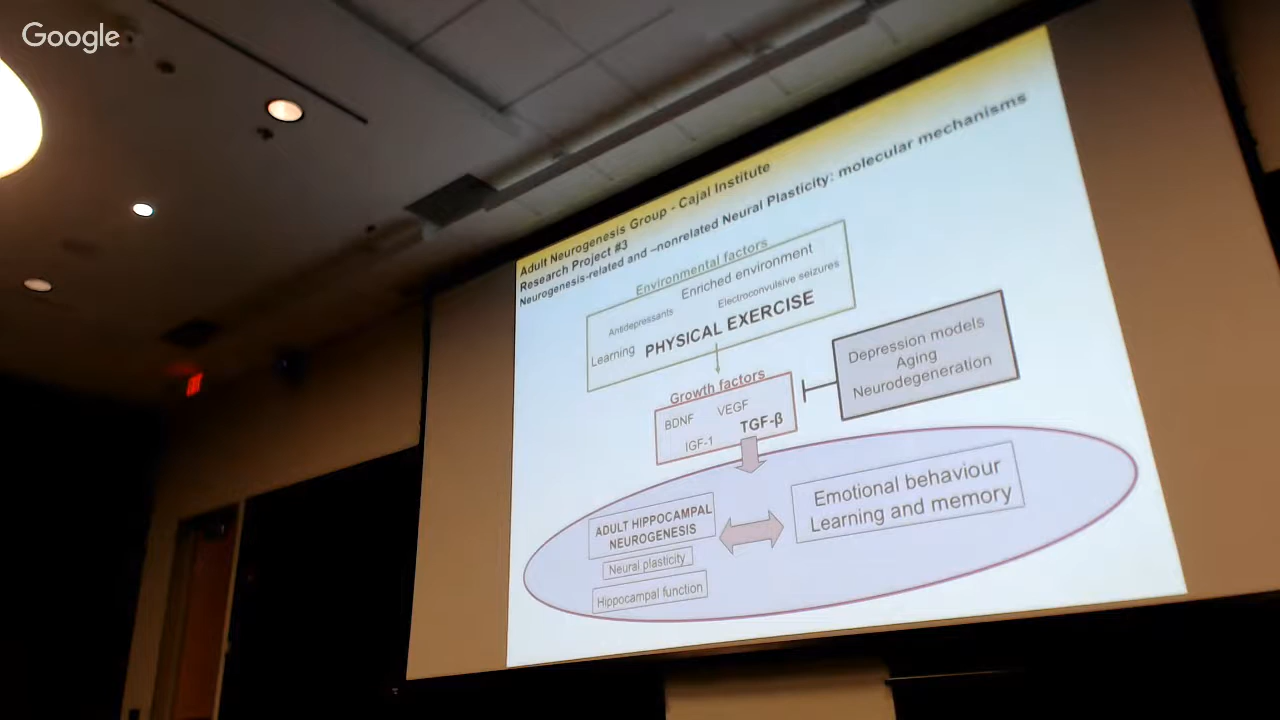 Google
Adult Neurogenesis Group - Cajal Institute
Research Project #3
Neurogenesis-related and –nonrelated Neural Plasticity: molecular mechanisms
Environmental factors
Enriched environment
Antidepressants
Electroconvulsive seizures
Learning
PHYSICAL EXERCISE
Growth factors
BDNF
VEGF
IGF-1
TGF-β
Depression models
Aging
Neurodegeneration
ADULT HIPPOCAMPAL
NEUROGENESIS
Neural plasticity
Hippocampal function
Emotional behaviour
Learning and memory